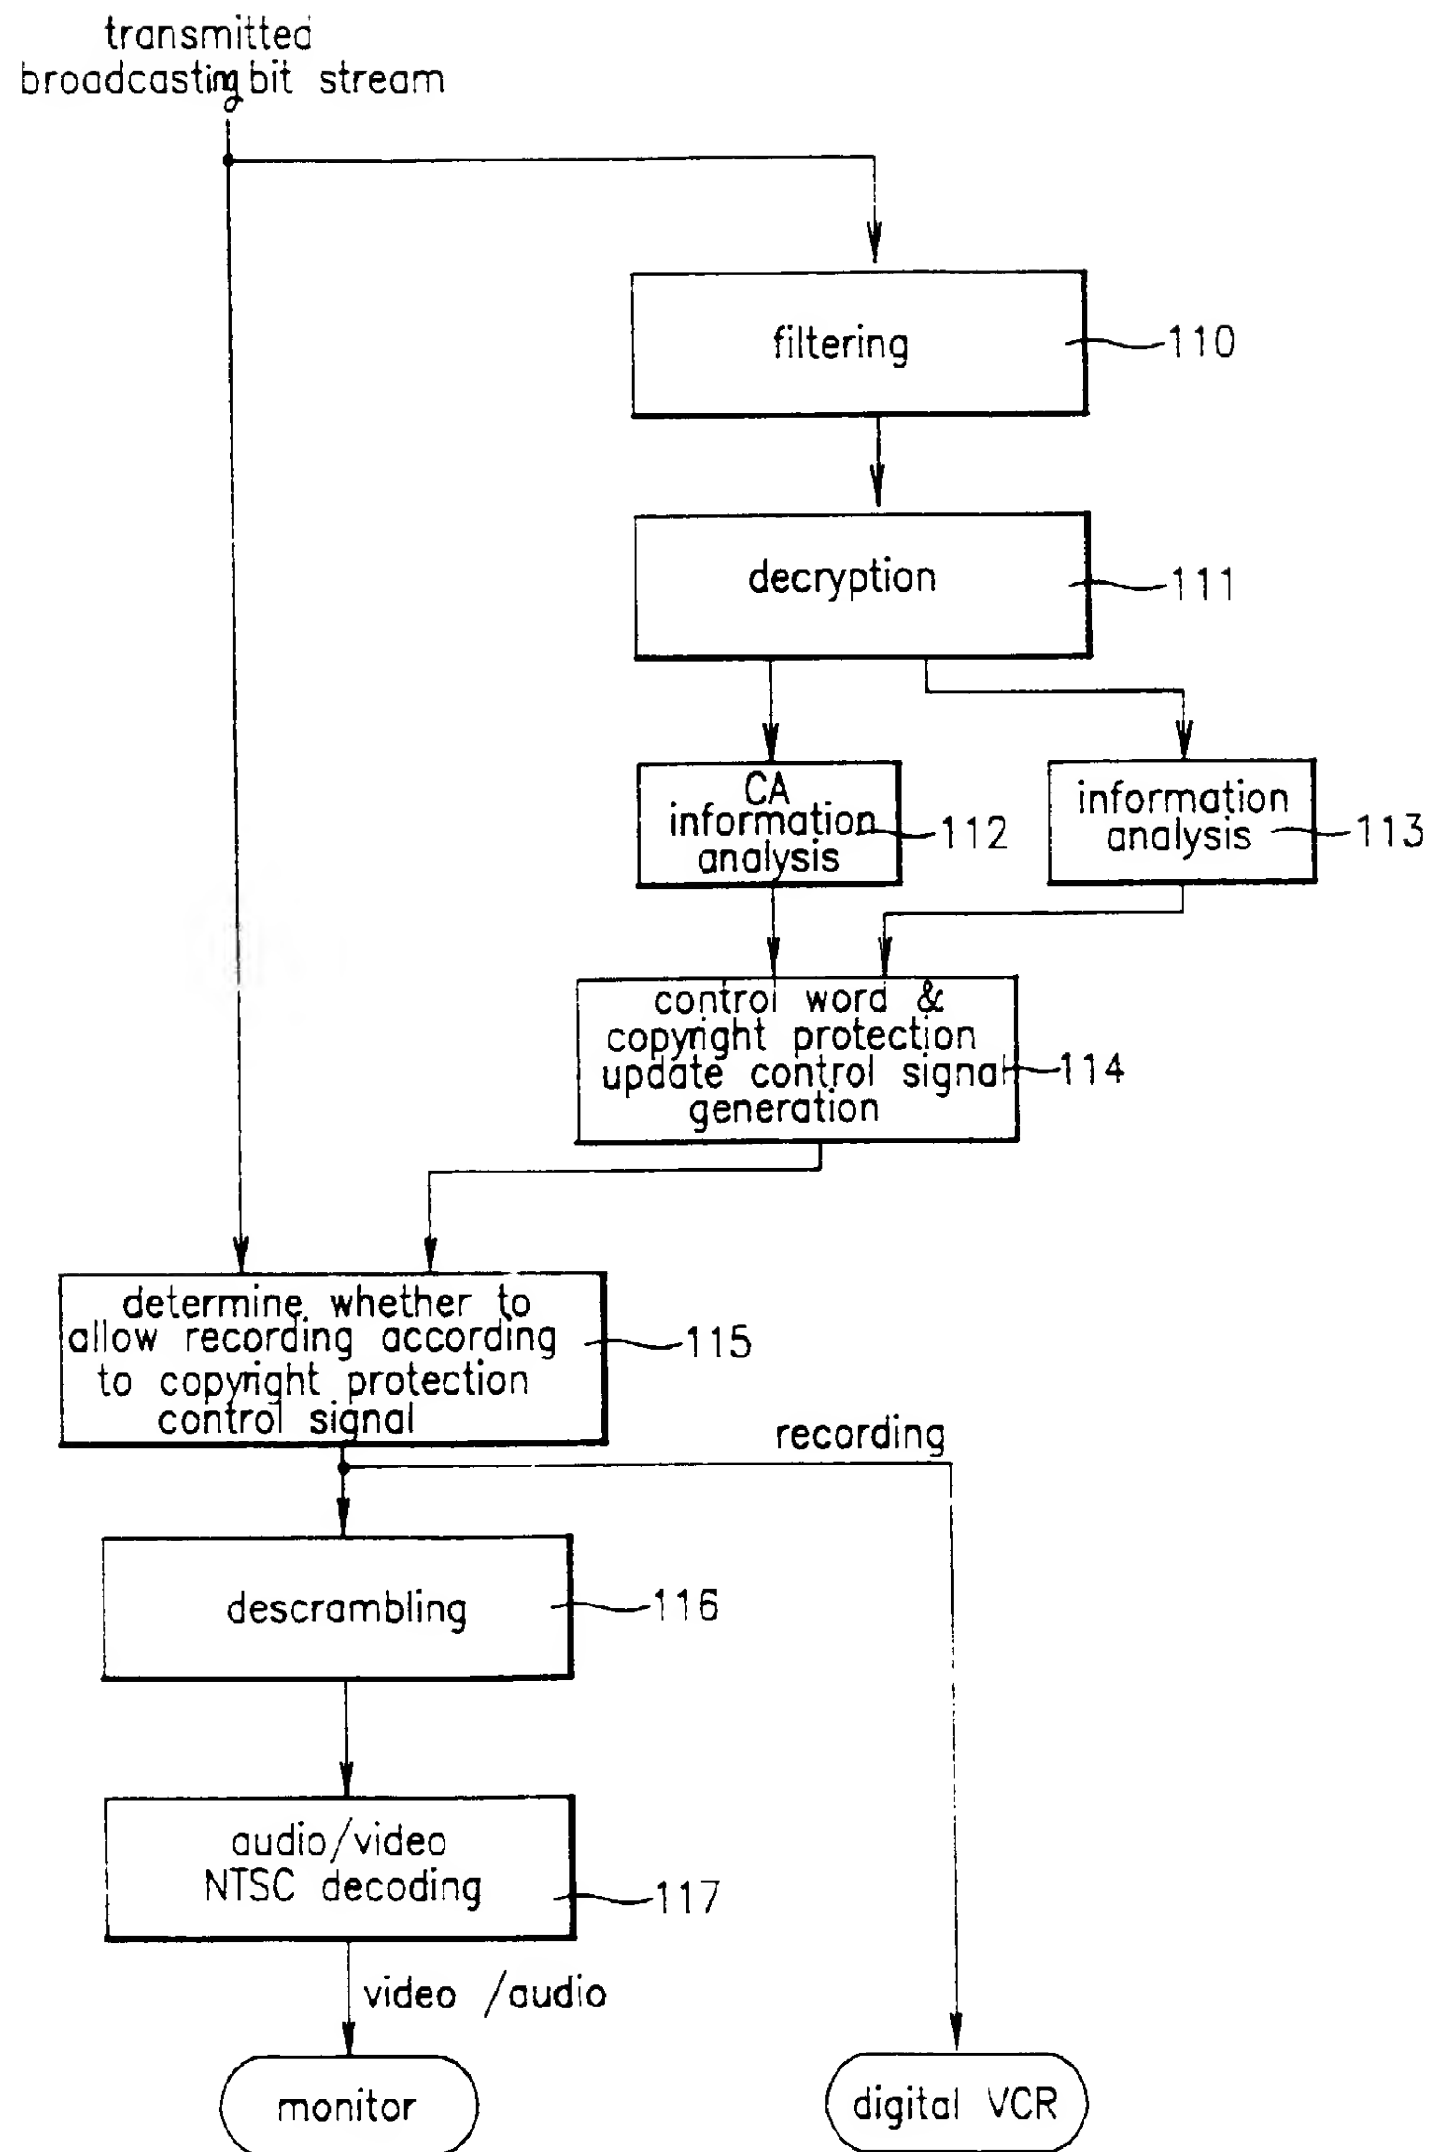 transmitted
broadcasting bit stream
filtering
110
decryption
111
CA
information
analysis
112
information
analysis
113
control word &
copyright protection
update control signal
generation
114
determine whether to
allow recording according
to copyright protection
control signal
115
recording
descrambling
116
audio/video
NTSC decoding
117
video /audio
monitor
digital VCR